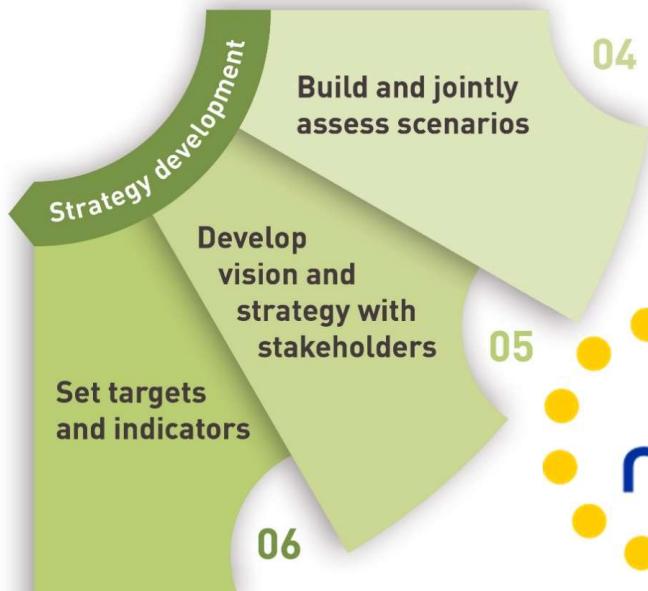 Strategy development
04
Build and jointly
assess scenarios
Develop
vision and
strategy with
stakeholders
05
Set targets
and indicators
06